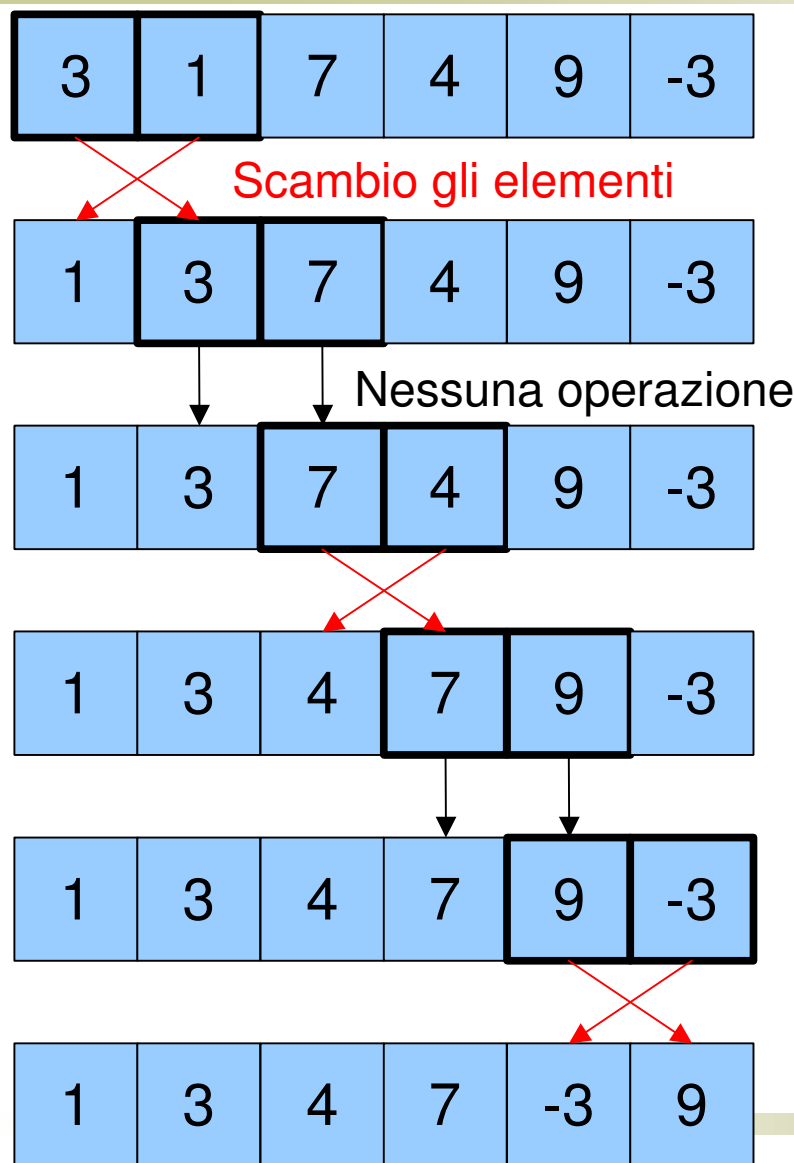 3 1 7 4 9 -3
Scambio gli elementi
1 3 7 4 9 -3
Nessuna operazione
1 3 7 4 9 -3
1 3 4 7 9 -3
1 3 4 7 9 -3
1 3 4 7 -3 9